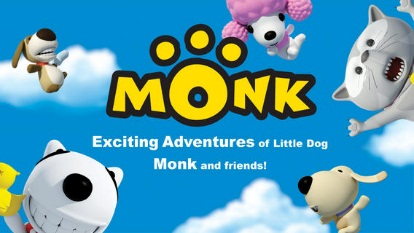 MONK
Exciting Adventures of Little Dog
Monk and friends!